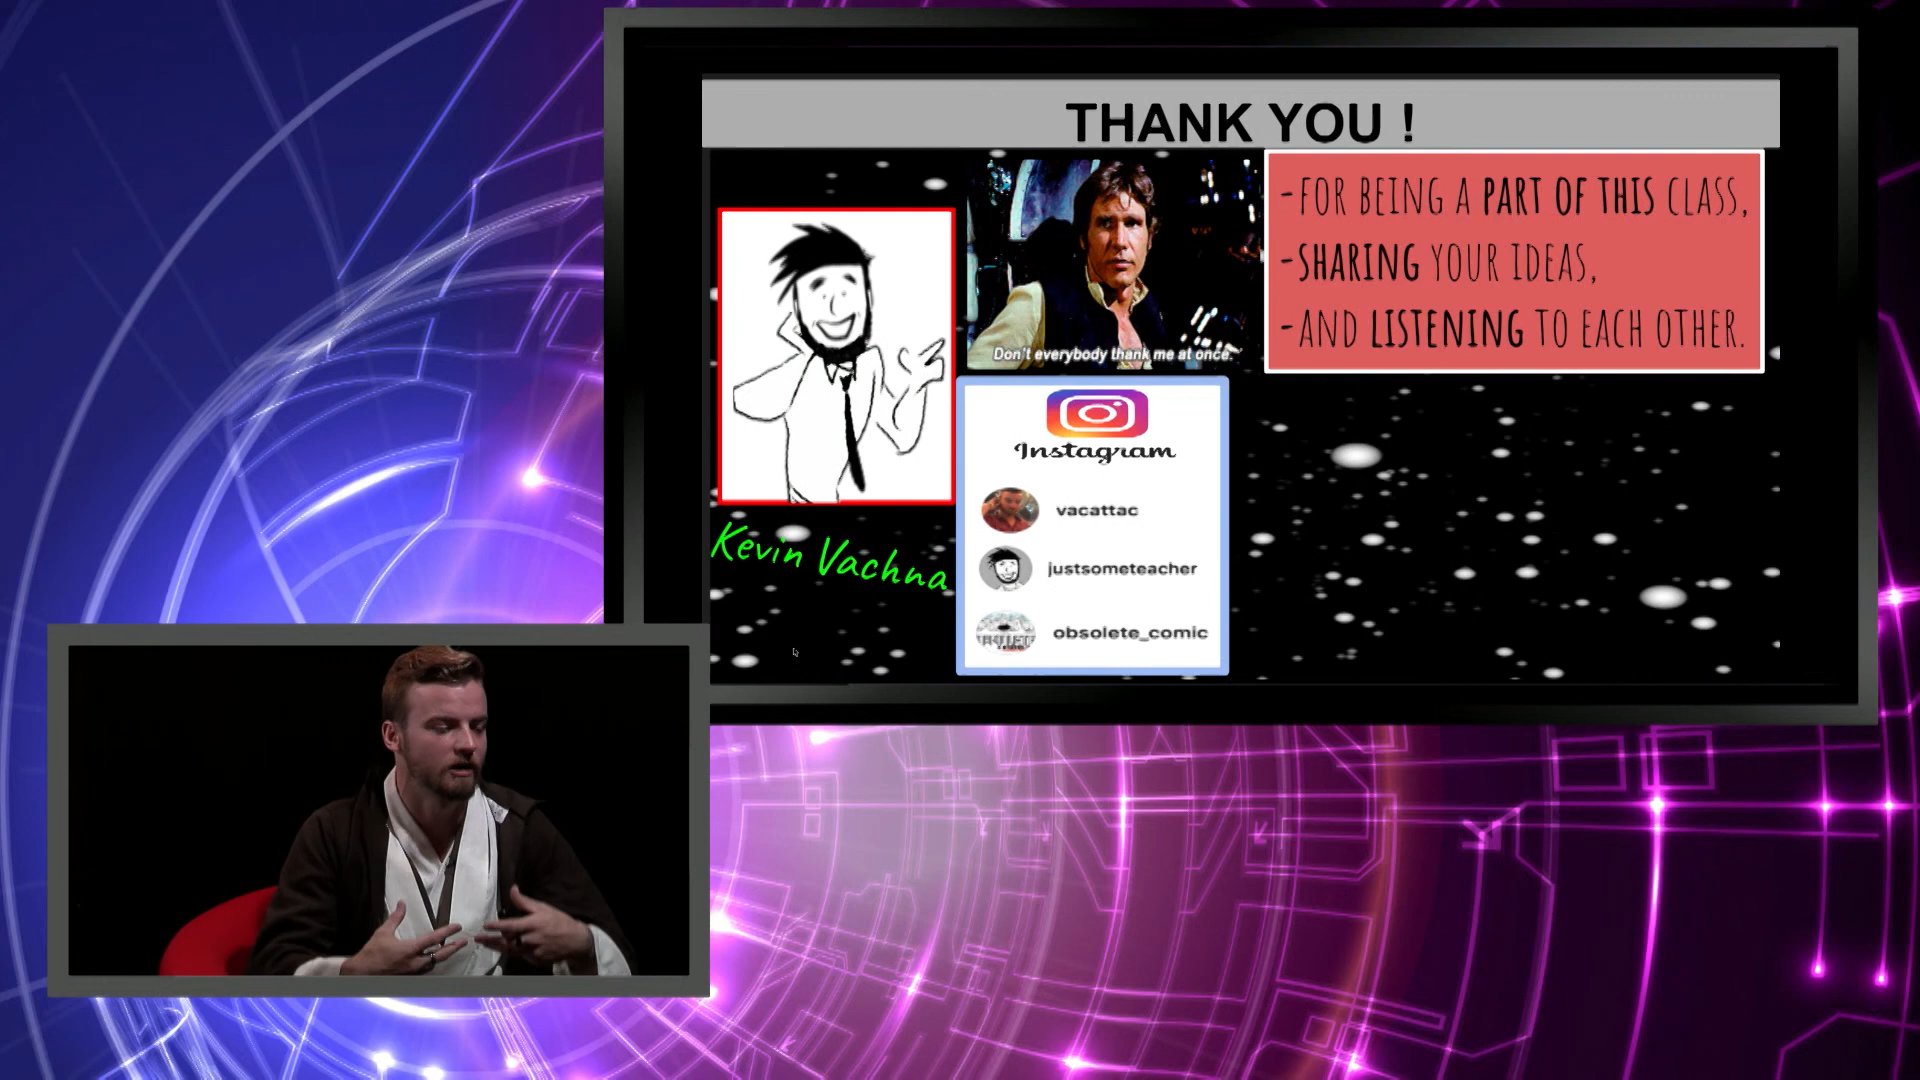 THANK YOU !
-FOR BEING A PART OF THIS CLASS,
-SHARING YOUR IDEAS,
-AND LISTENING TO EACH OTHER.
Don't everybody thank me at once.
Instagram
vacattac
justsometeacher
obsolete_comic
Kevin Vachna